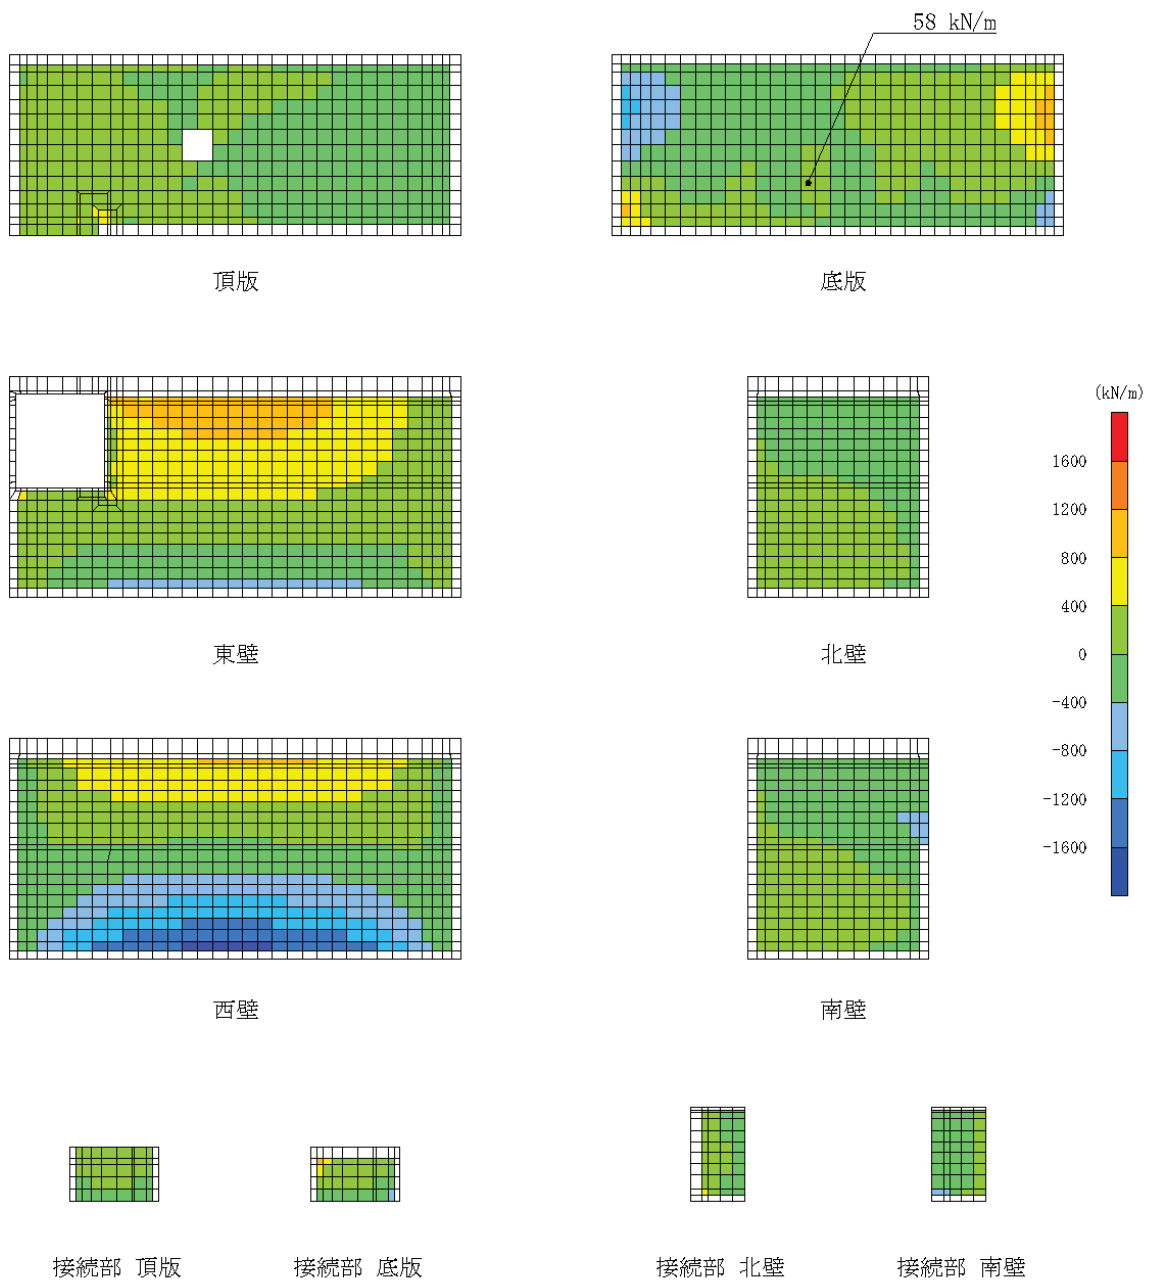 58 kN/m
頂版
底版
東壁
北壁
(kN/m)
1600
1200
800
400
0
-400
-800
-1200
-1600
西壁
南壁
接続部 頂版
接続部 底版
接続部 北壁
接続部 南壁